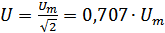 U = U_m/√2 = 0,707 · U_m